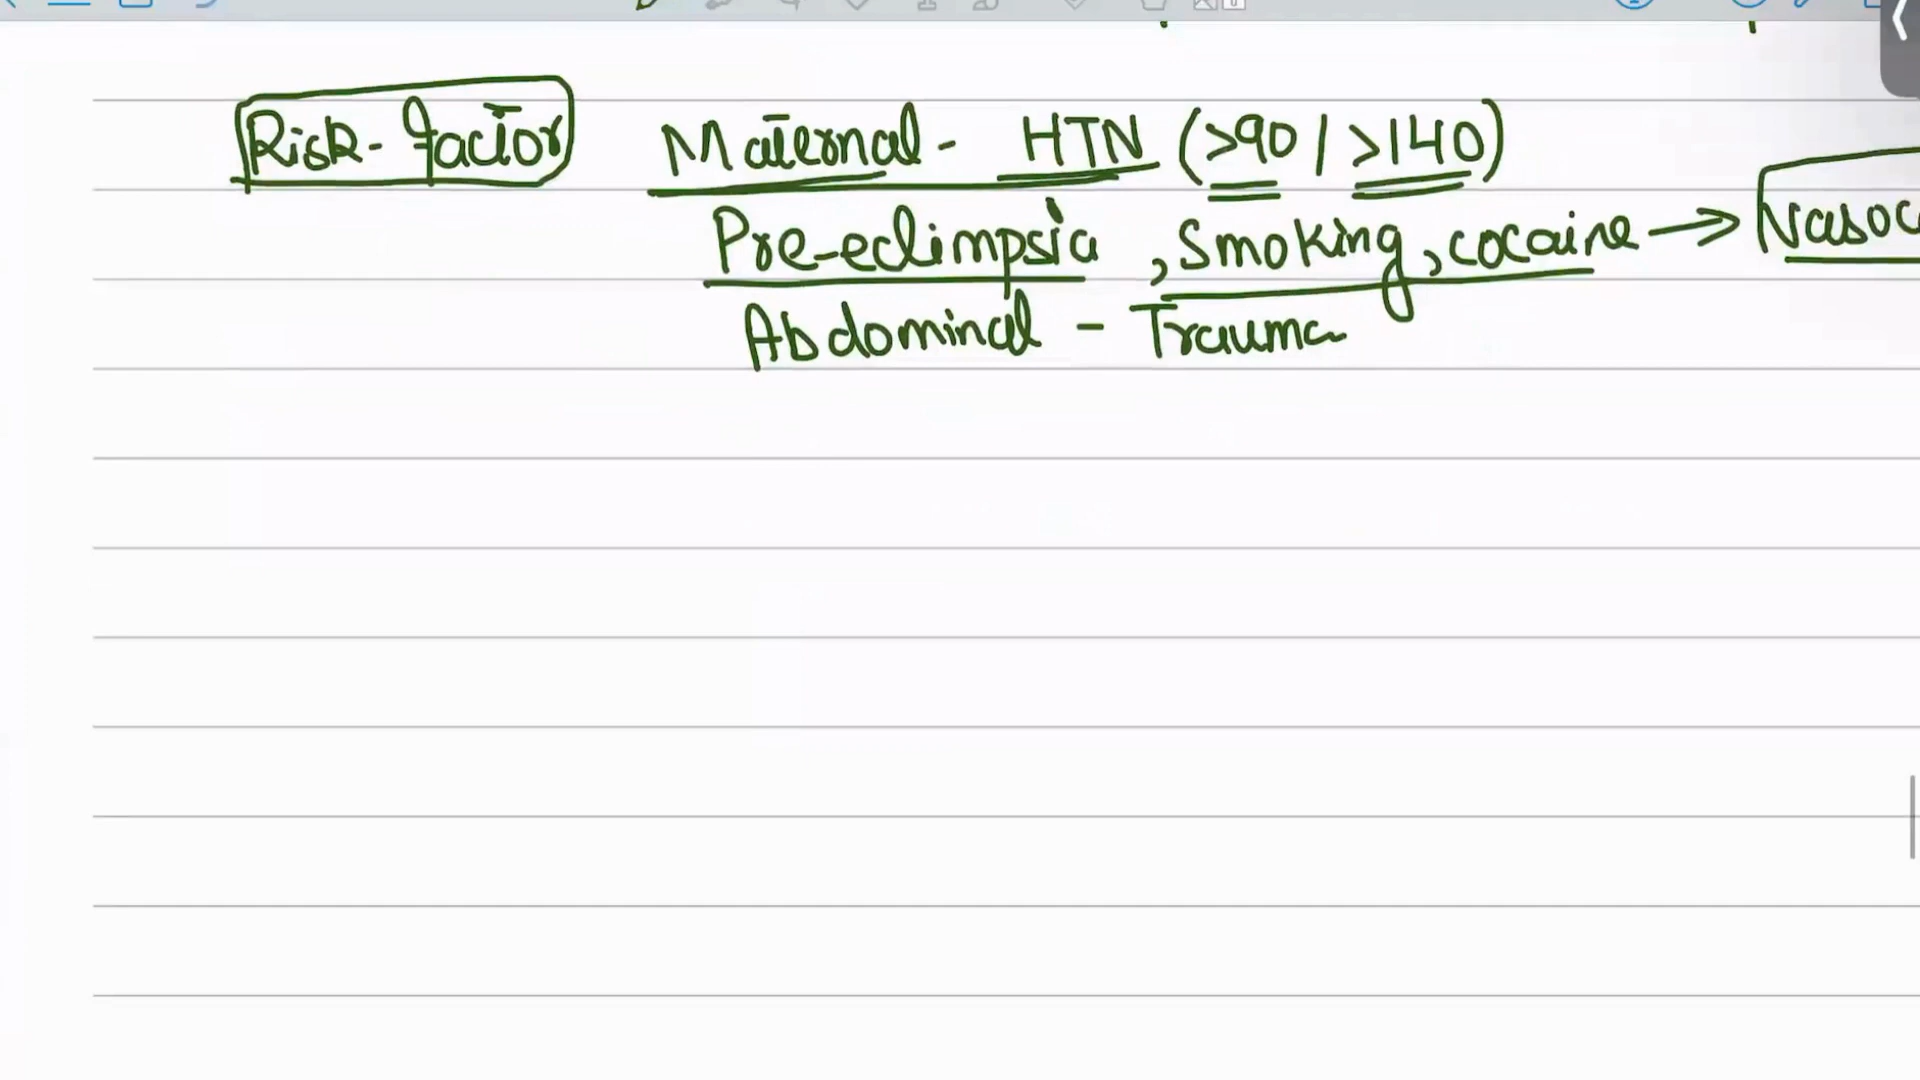 Risk-factor Maternal - HTN (>90 / >140)
Pre-eclimpsia , Smoking, cocaine →
Abdominal - Trauma